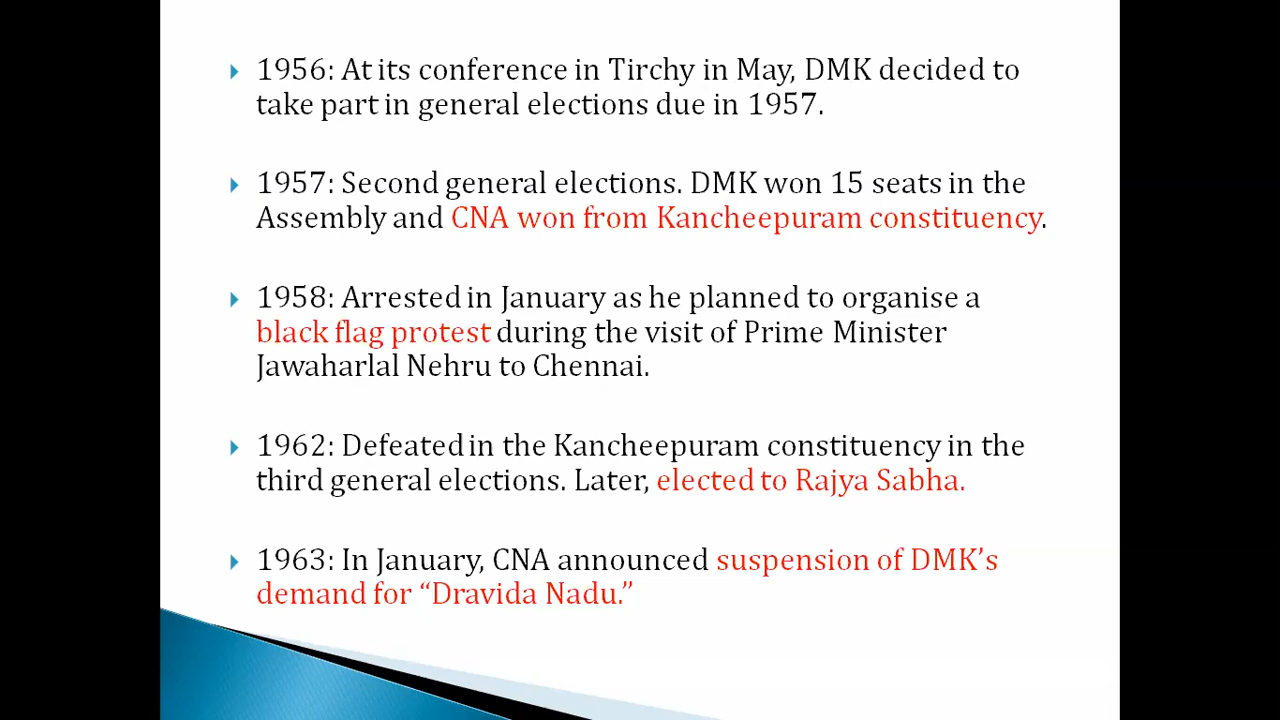 1956: At its conference in Tirchy in May, DMK decided to
take part in general elections due in 1957.
1957: Second general elections. DMK won 15 seats in the
Assembly and CNA won from Kancheepuram constituency.
1958: Arrested in January as he planned to organise a
black flag protest during the visit of Prime Minister
Jawaharlal Nehru to Chennai.
1962: Defeated in the Kancheepuram constituency in the
third general elections. Later, elected to Rajya Sabha.
1963: In January, CNA announced suspension of DMK’s
demand for “Dravida Nadu.”